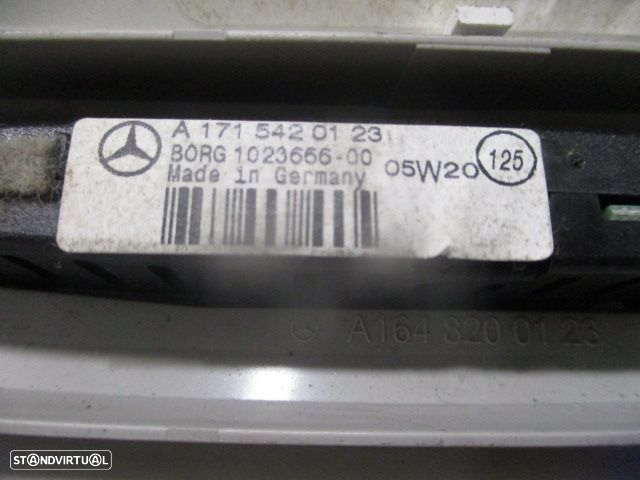 A 171 542 01 23
BORG 1023666-00
Made in Germany
05W20
125
A164 820 01 23
STANDVIRTUAL